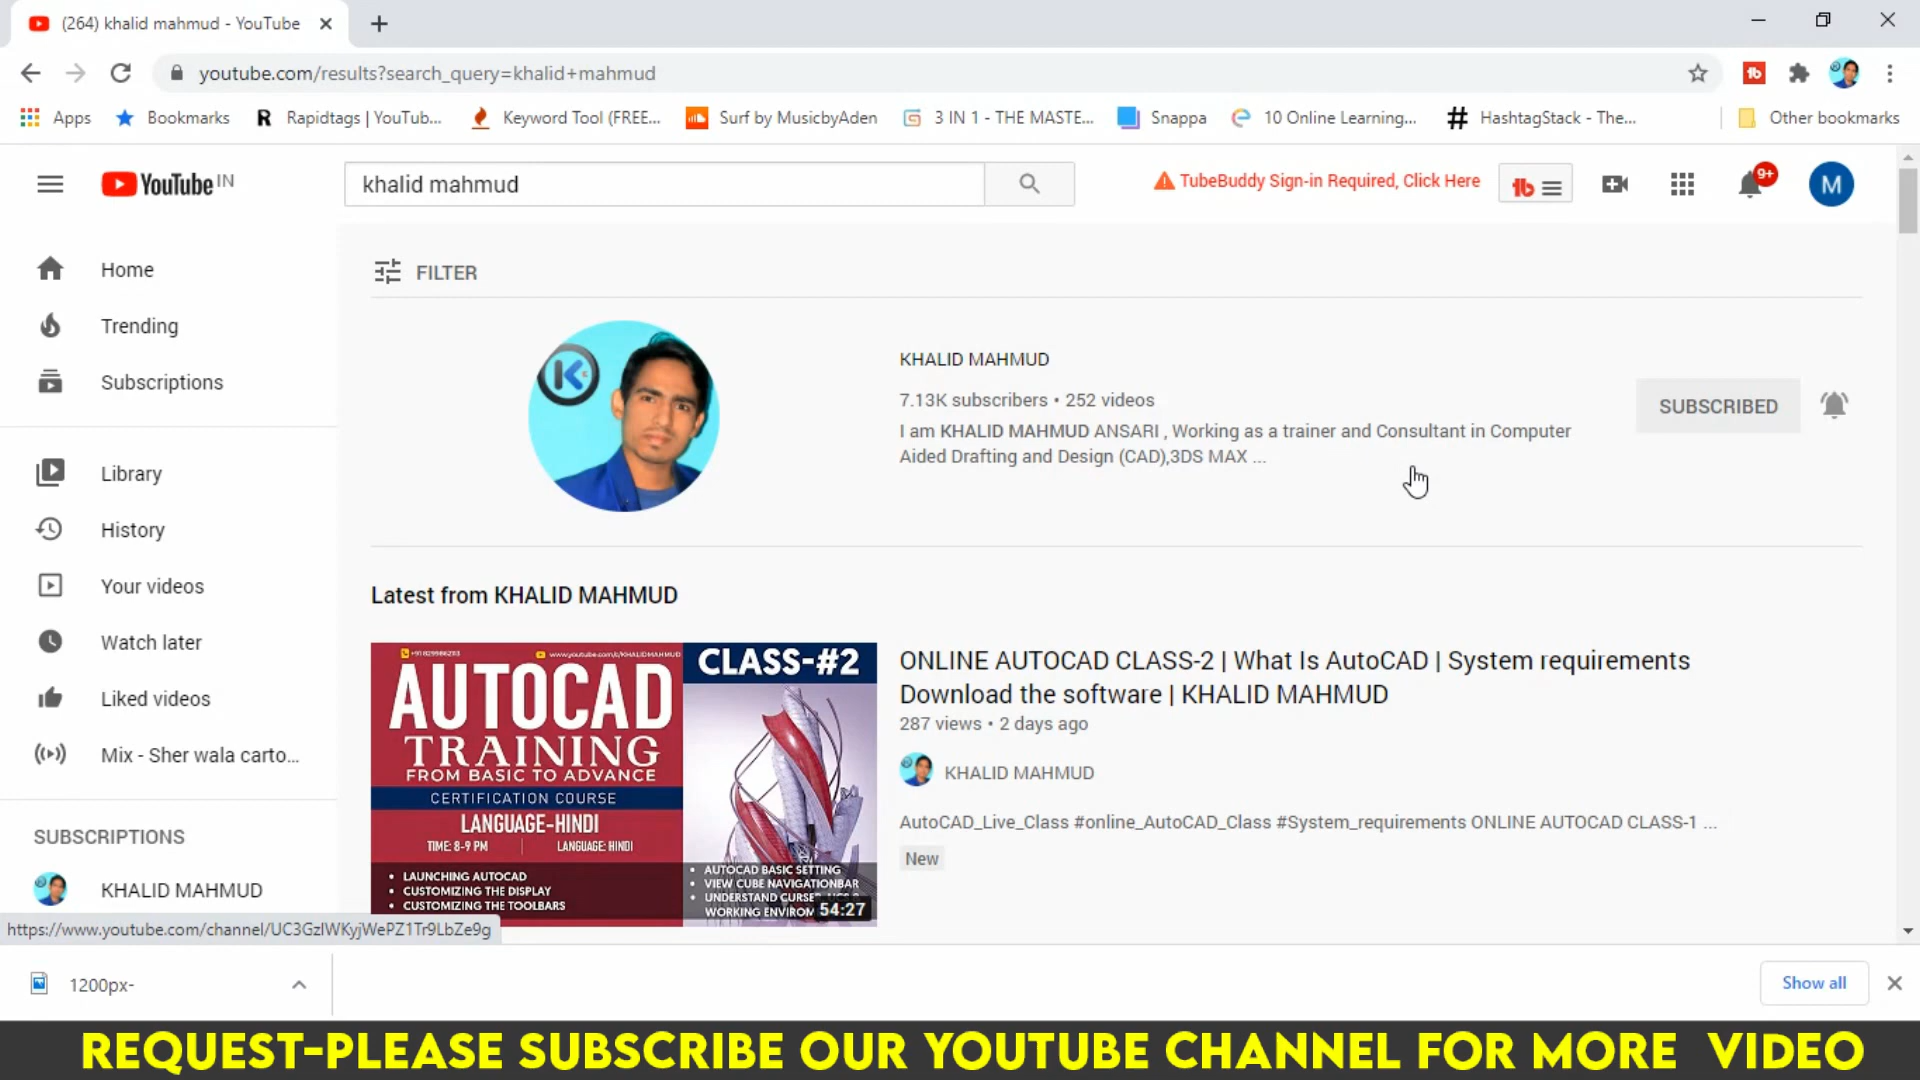 (264) khalid mahmud - YouTube
youtube.com/results?search_query=khalid+mahmud
Apps Bookmarks Rapidtags | YouTub... Keyword Tool (FREE... Surf by MusicbyAden 3 IN 1 - THE MASTE... Snappa 10 Online Learning... HashtagStack - The... Other bookmarks
YouTube IN
khalid mahmud
TubeBuddy Sign-in Required, Click Here
9+
M
Home
Trending
Subscriptions
Library
History
Your videos
Watch later
Liked videos
Mix - Sher wala carto...
SUBSCRIPTIONS
KHALID MAHMUD
FILTER
KHALID MAHMUD
7.13K subscribers • 252 videos
I am KHALID MAHMUD ANSARI , Working as a trainer and Consultant in Computer
Aided Drafting and Design (CAD),3DS MAX ...
SUBSCRIBED
Latest from KHALID MAHMUD
www.youtube.com/c/KHALIDMAHMUD
AUTOCAD
TRAINING
FROM BASIC TO ADVANCE
CERTIFICATION COURSE
LANGUAGE-HINDI
TIME: 8-9 PM LANGUAGE: HINDI
• LAUNCHING AUTOCAD
• CUSTOMIZING THE DISPLAY
• CUSTOMIZING THE TOOLBARS
CLASS-#2
• AUTOCAD BASIC SETTING
• VIEW CUBE NAVIGATIONBAR
• UNDERSTAND CURSE
WORKING ENVIROM
54:27
ONLINE AUTOCAD CLASS-2 | What Is AutoCAD | System requirements
Download the software | KHALID MAHMUD
287 views • 2 days ago
KHALID MAHMUD
AutoCAD_Live_Class #online_AutoCAD_Class #System_requirements ONLINE AUTOCAD CLASS-1 ...
New
https://www.youtube.com/channel/UC3GzIWKyjWePZ1Tr9LbZe9g
1200px-
Show all
REQUEST-PLEASE SUBSCRIBE OUR YOUTUBE CHANNEL FOR MORE VIDEO